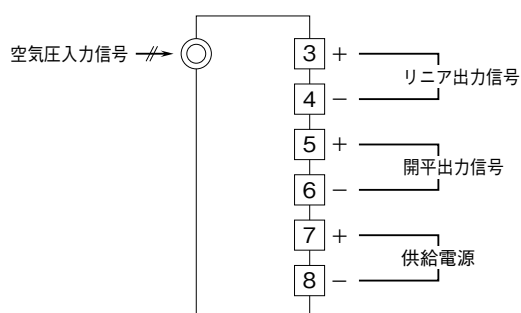 空気圧入力信号
3 +
リニア出力信号
4 −
5 +
開平出力信号
6 −
7 +
供給電源
8 −